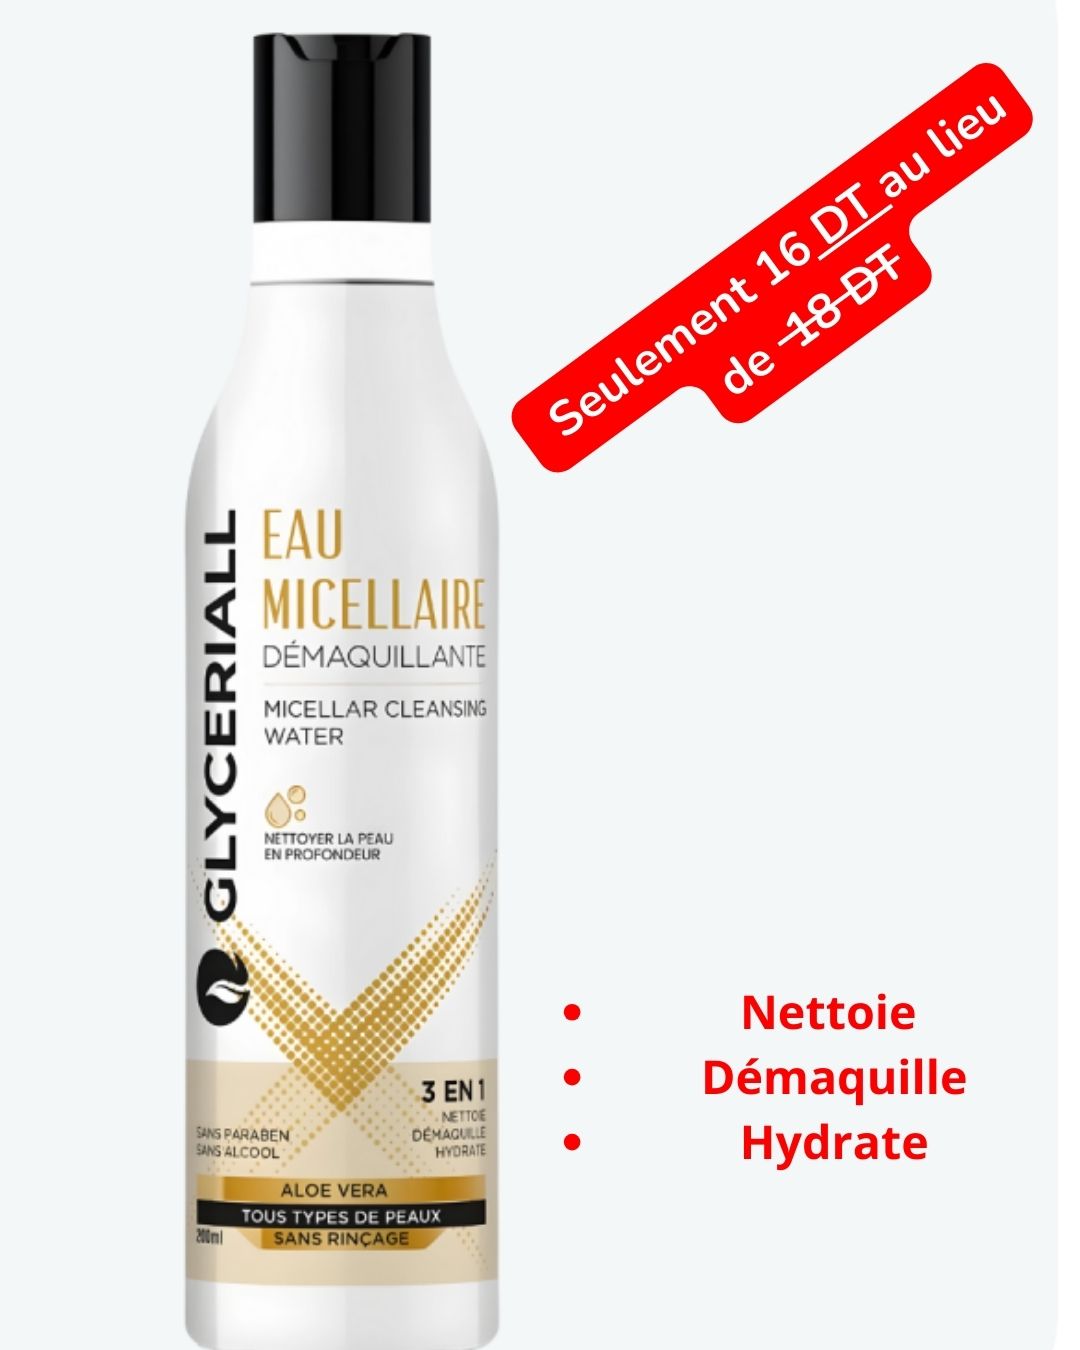 Seulement 16 DT au lieu
de 18 DT
GLYCERIALL
EAU
MICELLAIRE
DÉMAQUILLANTE
MICELLAR CLEANSING
WATER
NETTOYER LA PEAU
EN PROFONDEUR
3 EN 1
NETTOIE
DÉMAQUILLE
HYDRATE
SANS PARABEN
SANS ALCOOL
ALOE VERA
TOUS TYPES DE PEAUX
200ml
SANS RINÇAGE
• Nettoie
• Démaquille
• Hydrate